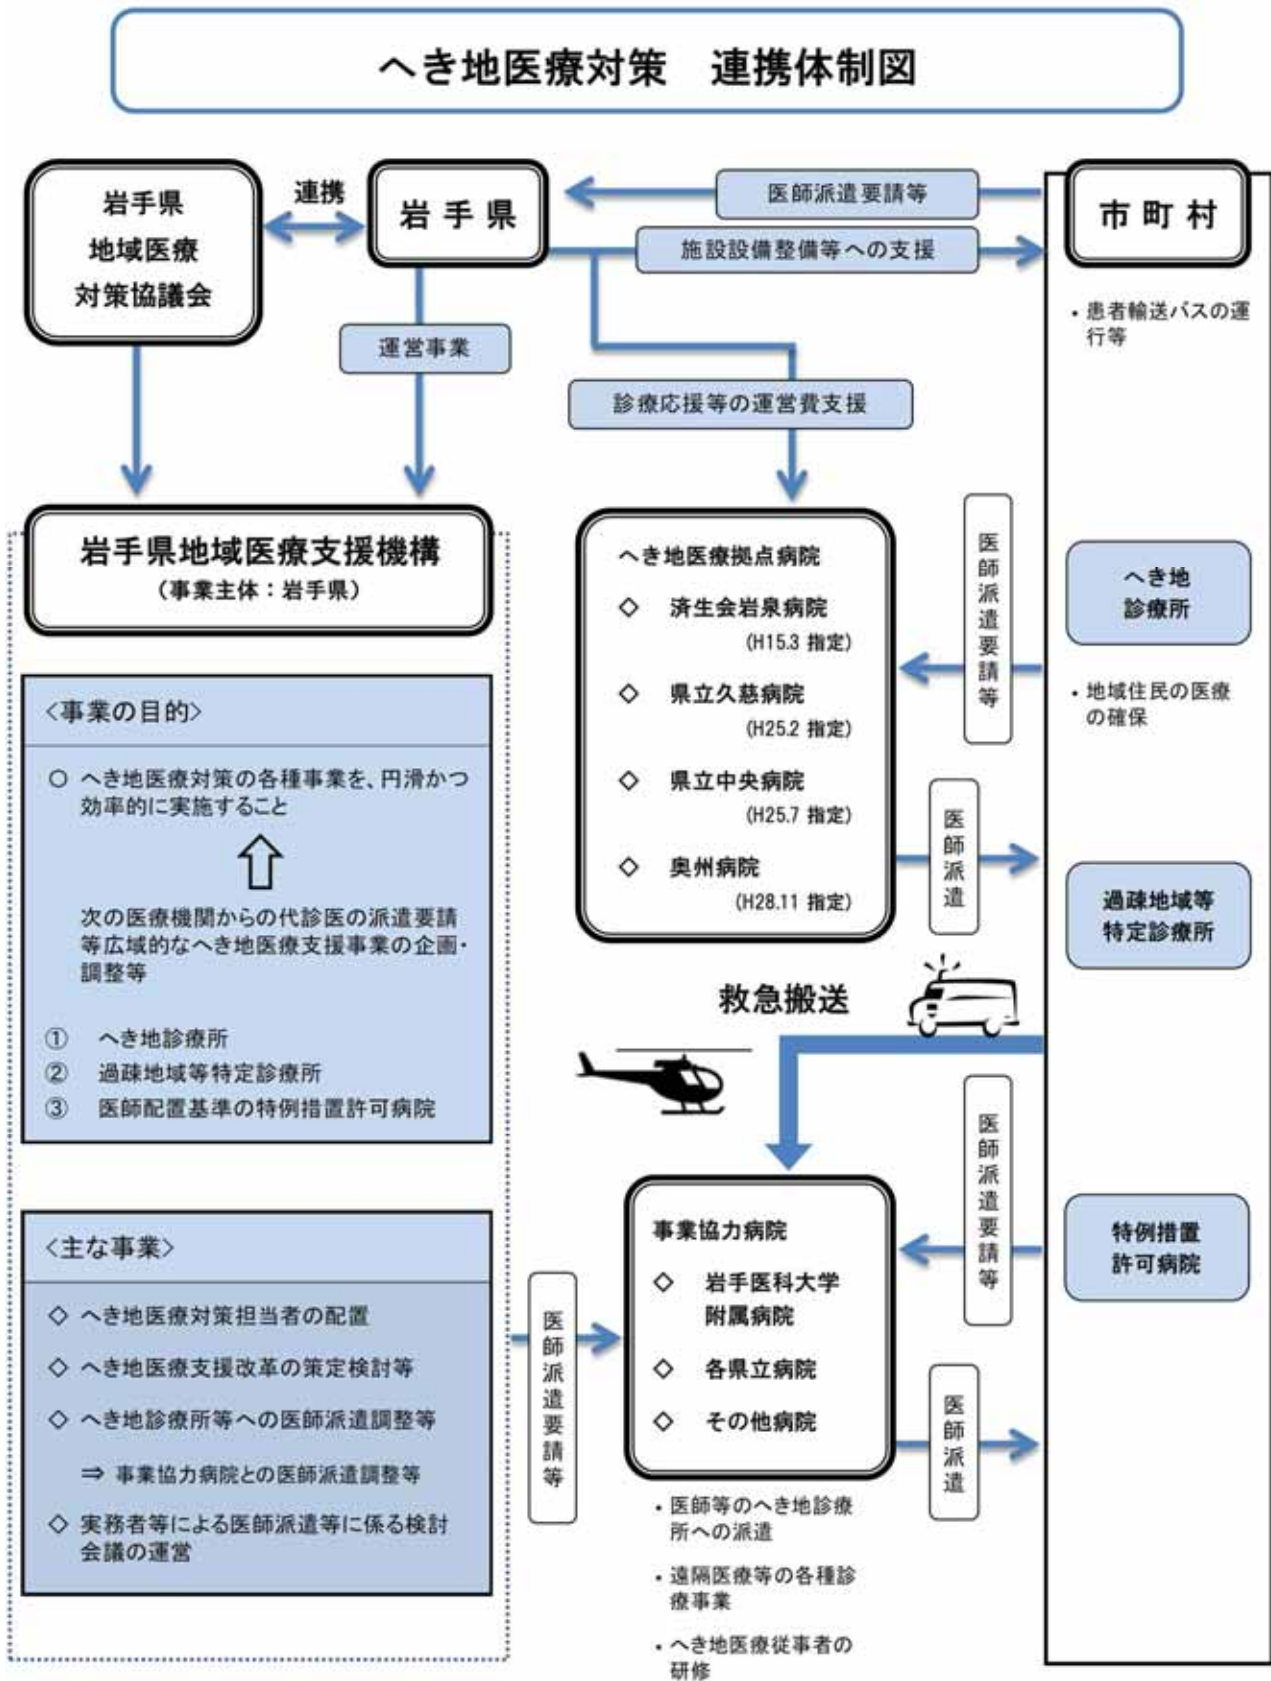 へき地医療対策　連携体制図
岩手県
地域医療
対策協議会
連携
岩手県
医師派遣要請等
施設設備整備等への支援
市町村
・患者輸送バスの運
行等
運営事業
診療応援等の運営費支援
岩手県地域医療支援機構
（事業主体：岩手県）
<事業の目的>
○ へき地医療対策の各種事業を、円滑かつ
効率的に実施すること
次の医療機関からの代診医の派遣要請
等広域的なへき地医療支援事業の企画・
調整等
① へき地診療所
② 過疎地域等特定診療所
③ 医師配置基準の特例措置許可病院
<主な事業>
◇ へき地医療対策担当者の配置
◇ へき地医療支援改革の策定検討等
◇ へき地診療所等への医師派遣調整等
⇒ 事業協力病院との医師派遣調整等
◇ 実務者等による医師派遣等に係る検討
会議の運営
医師派遣要請等
へき地医療拠点病院
◇ 済生会岩泉病院
(H15.3 指定)
◇ 県立久慈病院
(H25.2 指定)
◇ 県立中央病院
(H25.7 指定)
◇ 奥州病院
(H28.11 指定)
医師派遣要請等
医師派遣
へき地
診療所
・地域住民の医療
の確保
過疎地域等
特定診療所
救急搬送
医師派遣要請等
特例措置
許可病院
事業協力病院
◇ 岩手医科大学
附属病院
◇ 各県立病院
◇ その他病院
医師派遣
・医師等のへき地診療
所への派遣
・遠隔医療等の各種診
療事業
・へき地医療従事者の
研修